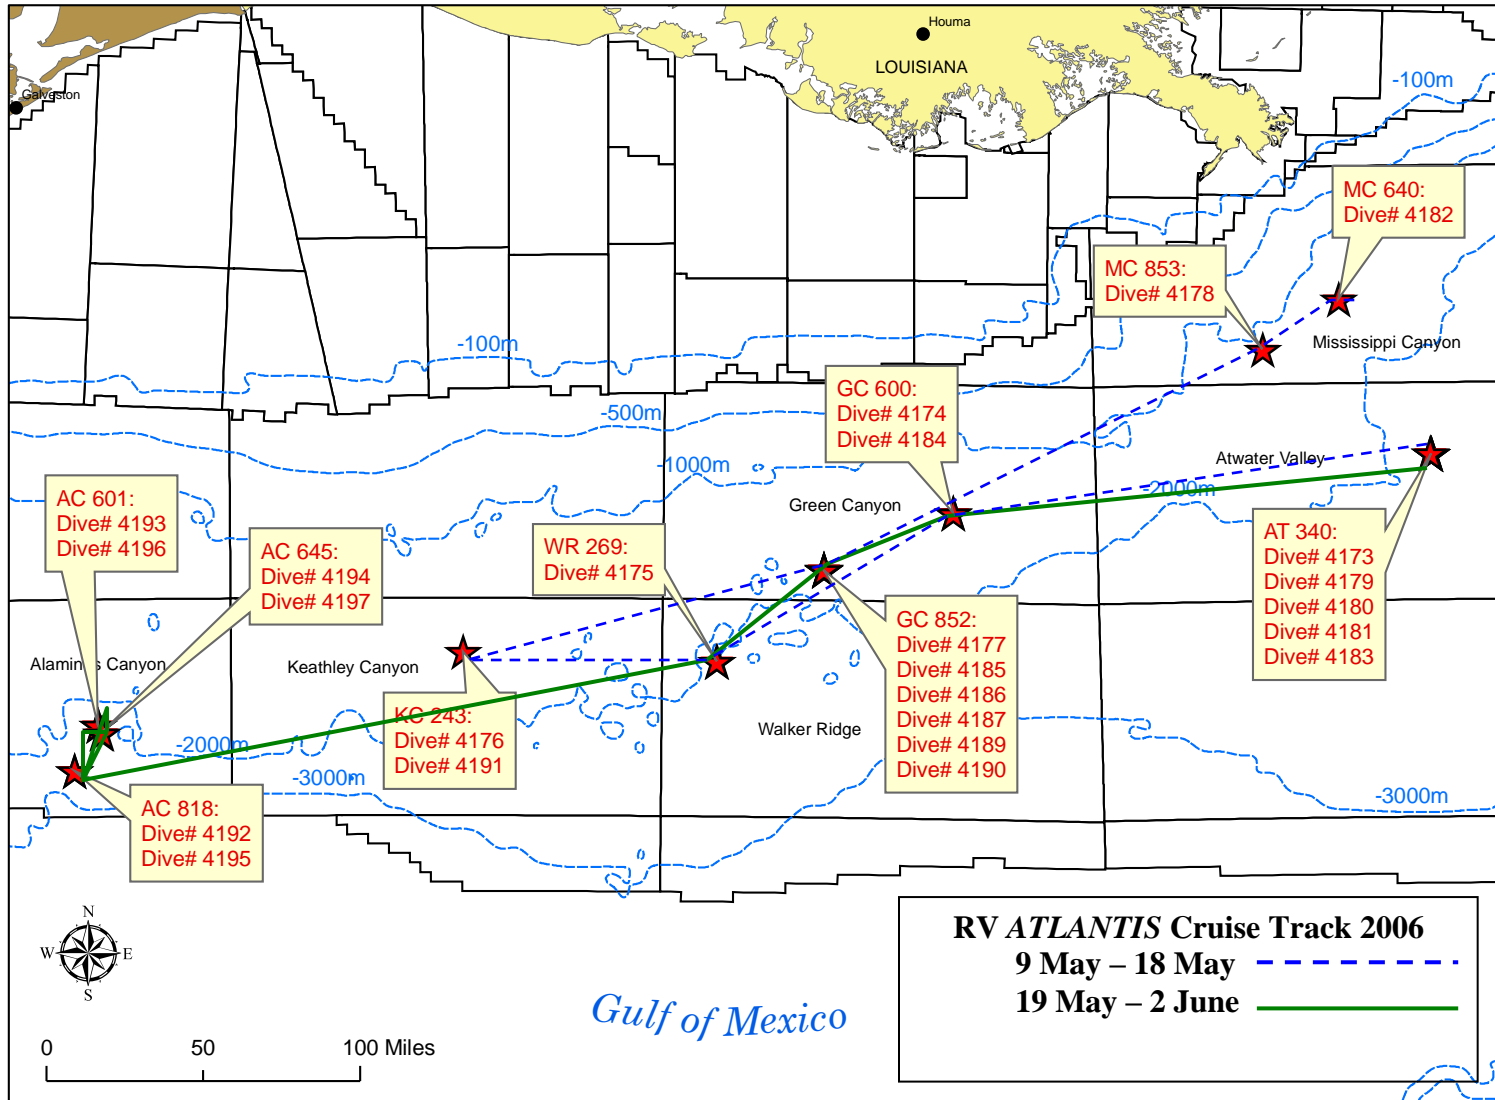 Houma
LOUISIANA
Galveston
-100m
MC 640:
Dive# 4182
MC 853:
Dive# 4178
Mississippi Canyon
-100m
GC 600:
Dive# 4174
Dive# 4184
-500m
-1000m
Atwater Valley
-2000m
Green Canyon
AC 601:
Dive# 4193
Dive# 4196
AC 645:
Dive# 4194
Dive# 4197
WR 269:
Dive# 4175
AT 340:
Dive# 4173
Dive# 4179
Dive# 4180
Dive# 4181
Dive# 4183
GC 852:
Dive# 4177
Dive# 4185
Dive# 4186
Dive# 4187
Dive# 4189
Dive# 4190
Alaminos Canyon
Keathley Canyon
KC 243:
Dive# 4176
Dive# 4191
Walker Ridge
-2000m
-3000m
-3000m
AC 818:
Dive# 4192
Dive# 4195
N
W E
S
RV ATLANTIS Cruise Track 2006
9 May – 18 May
19 May – 2 June
Gulf of Mexico
0 50 100 Miles